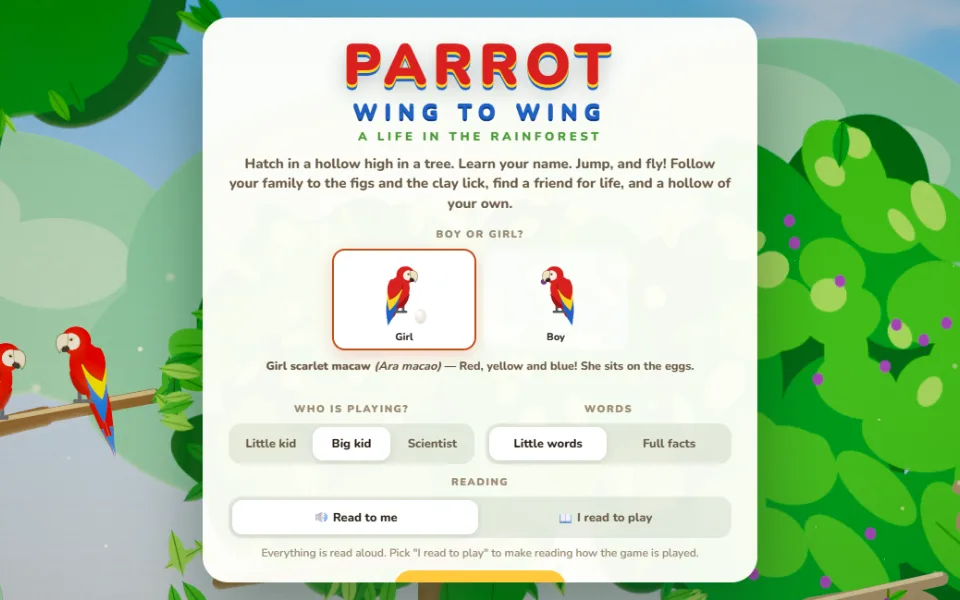 PARROT
WING TO WING
A LIFE IN THE RAINFOREST
Hatch in a hollow high in a tree. Learn your name. Jump, and fly! Follow
your family to the figs and the clay lick, find a friend for life, and a hollow of
your own.
BOY OR GIRL?
Girl
Boy
Girl scarlet macaw (Ara macao) — Red, yellow and blue! She sits on the eggs.
WHO IS PLAYING?
WORDS
Little kid
Big kid
Scientist
Little words
Full facts
READING
🔊 Read to me
📖 I read to play
Everything is read aloud. Pick "I read to play" to make reading how the game is played.